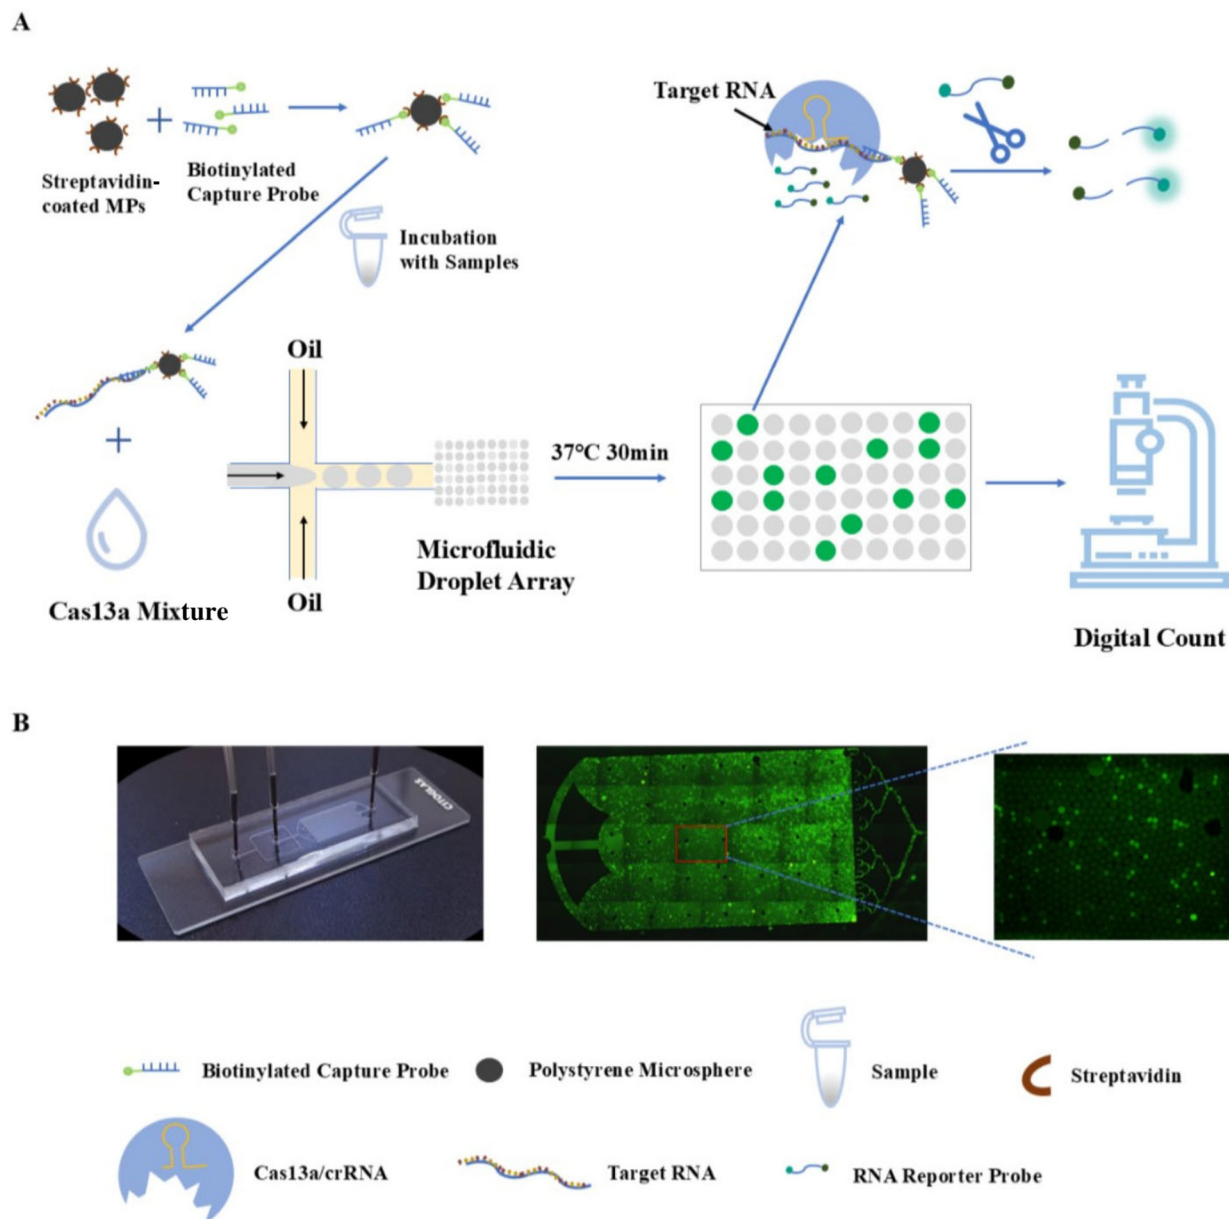 A
Target RNA
Streptavidin-
coated MPs
Biotinylated
Capture Probe
Incubation
with Samples
Oil
37°C 30min
Microfluidic
Droplet Array
Oil
Cas13a Mixture
Digital Count
B
CITOGLAS
Biotinylated Capture Probe
Polystyrene Microsphere
Sample
Streptavidin
Cas13a/crRNA
Target RNA
RNA Reporter Probe